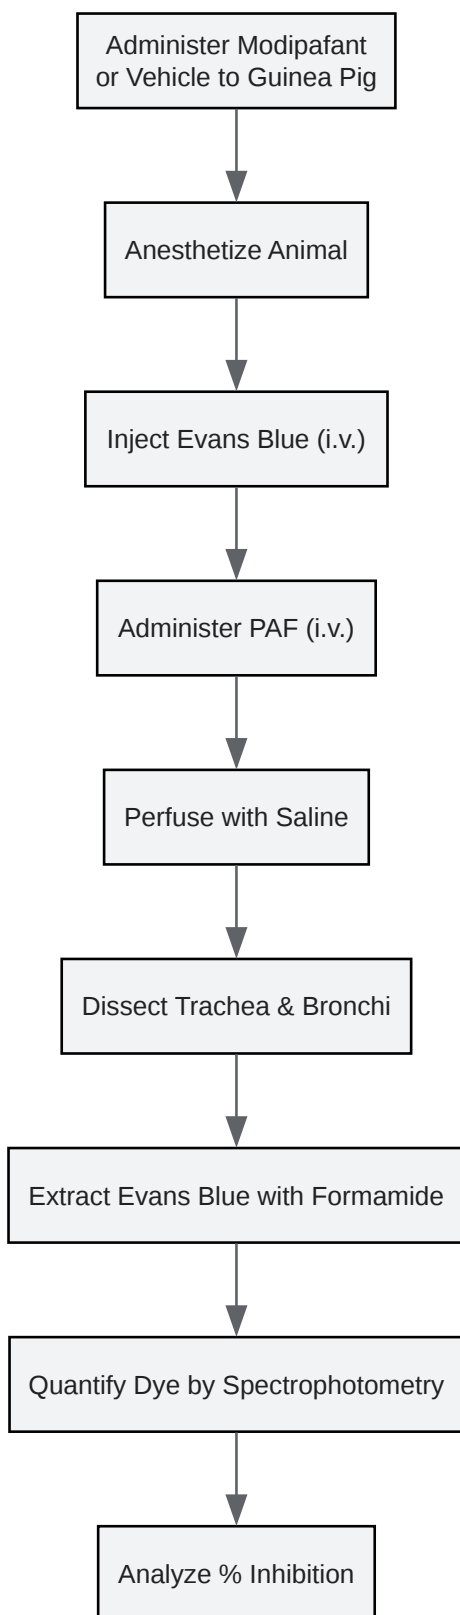 Administer Modipafant
or Vehicle to Guinea Pig
Anesthetize Animal
Inject Evans Blue (i.v.)
Administer PAF (i.v.)
Perfuse with Saline
Dissect Trachea & Bronchi
Extract Evans Blue with Formamide
Quantify Dye by Spectrophotometry
Analyze % Inhibition